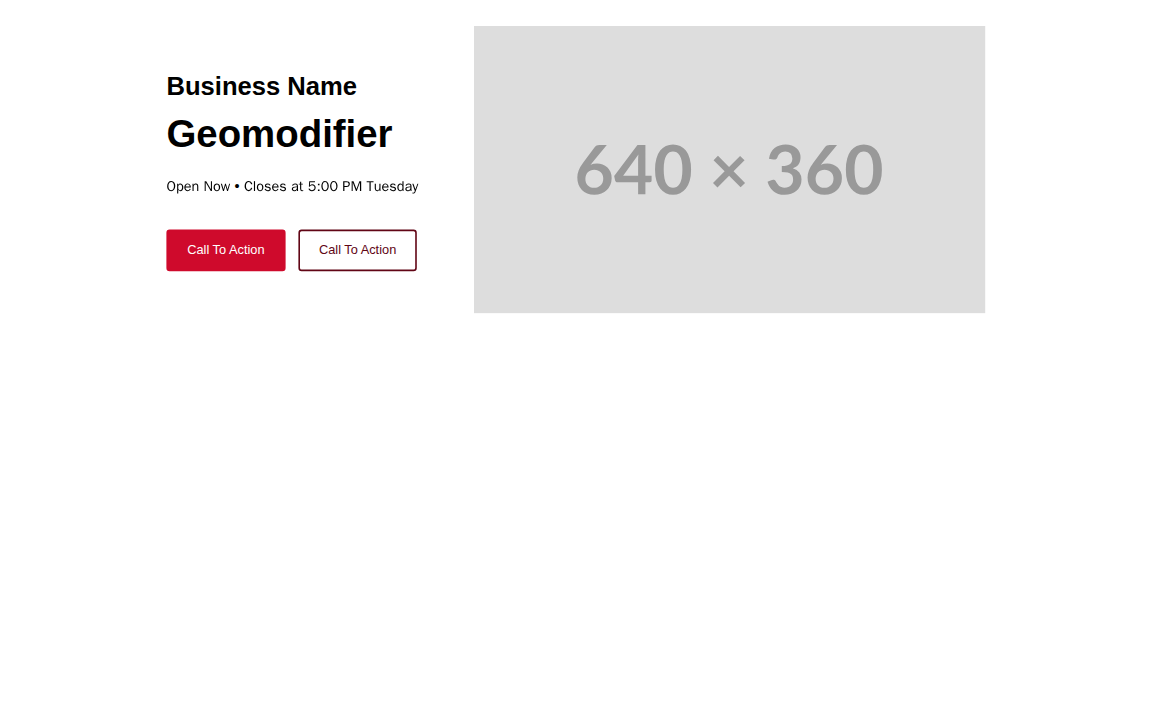 Business Name
Geomodifier
Open Now • Closes at 5:00 PM Tuesday
Call To Action
Call To Action
640 × 360